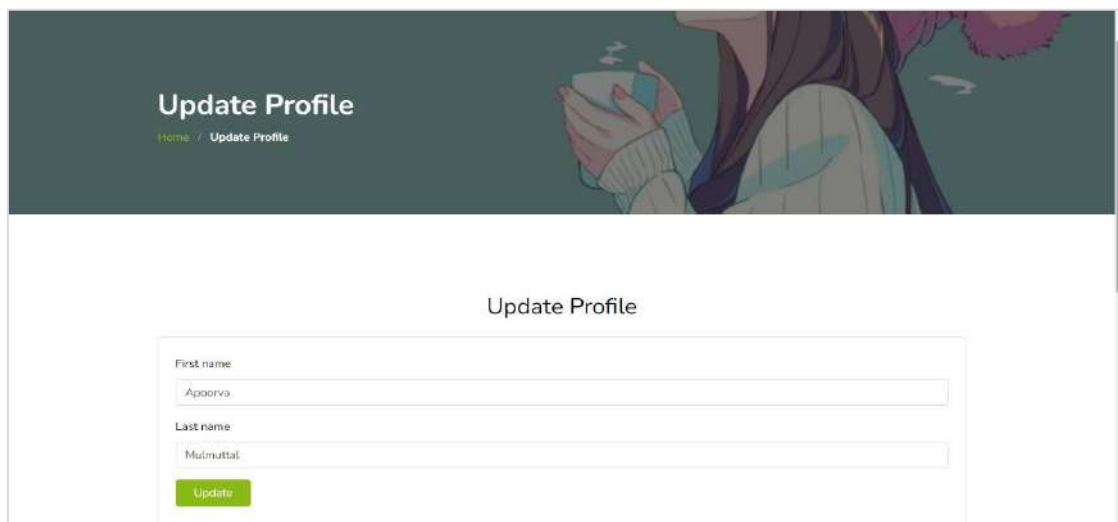 Update Profile
Home / Update Profile
Update Profile
First name
Apoorva
Last name
Mulmuttal
Update